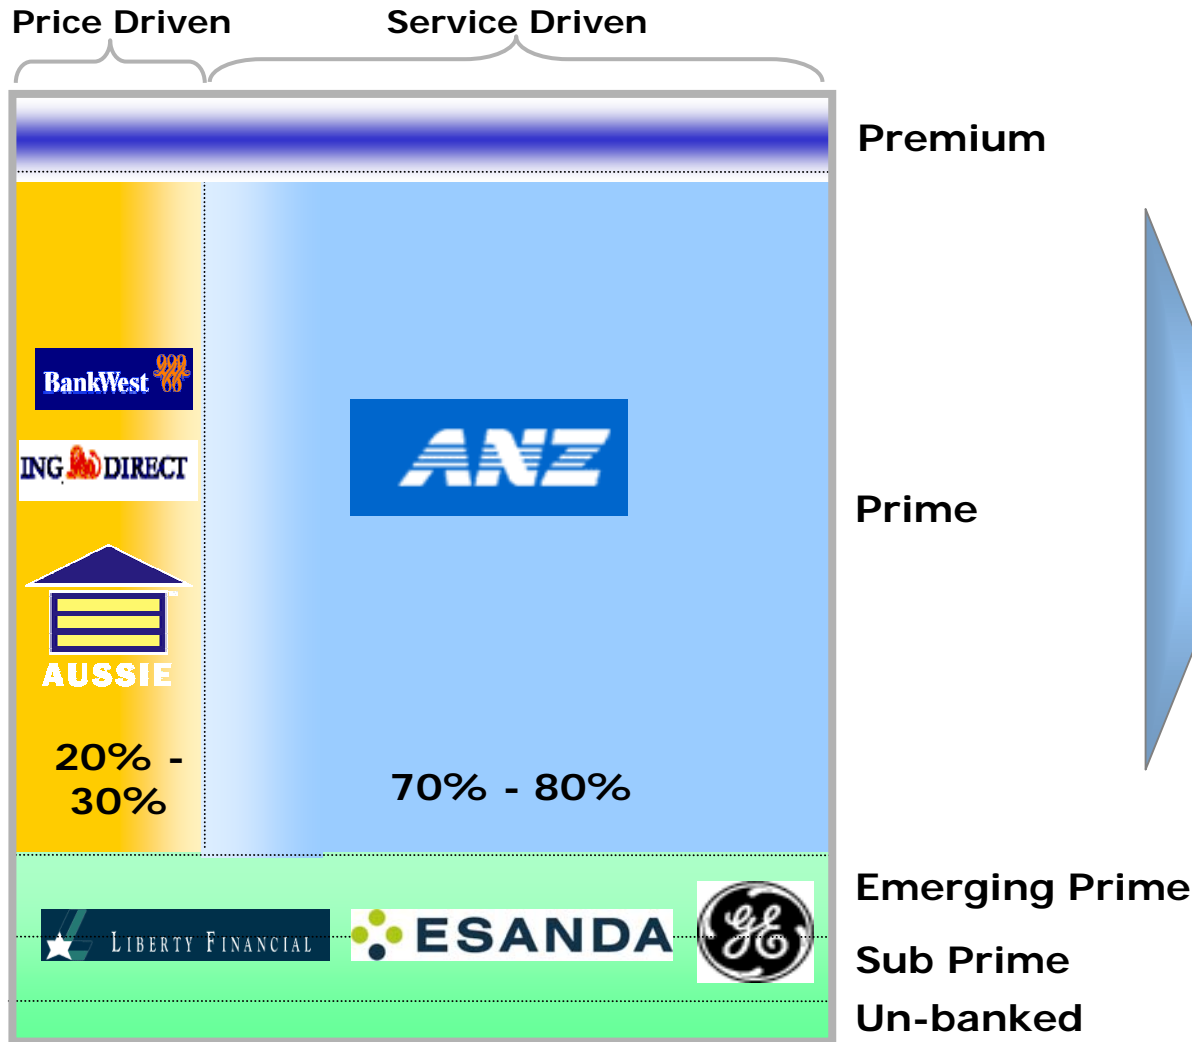 Price Driven
Service Driven
Premium
BankWest
ING DIRECT
ANZ
Prime
AUSSIE
20% -
30%
70% - 80%
Emerging Prime
LIBERTY FINANCIAL
ESANDA
GE
Sub Prime
Un-banked